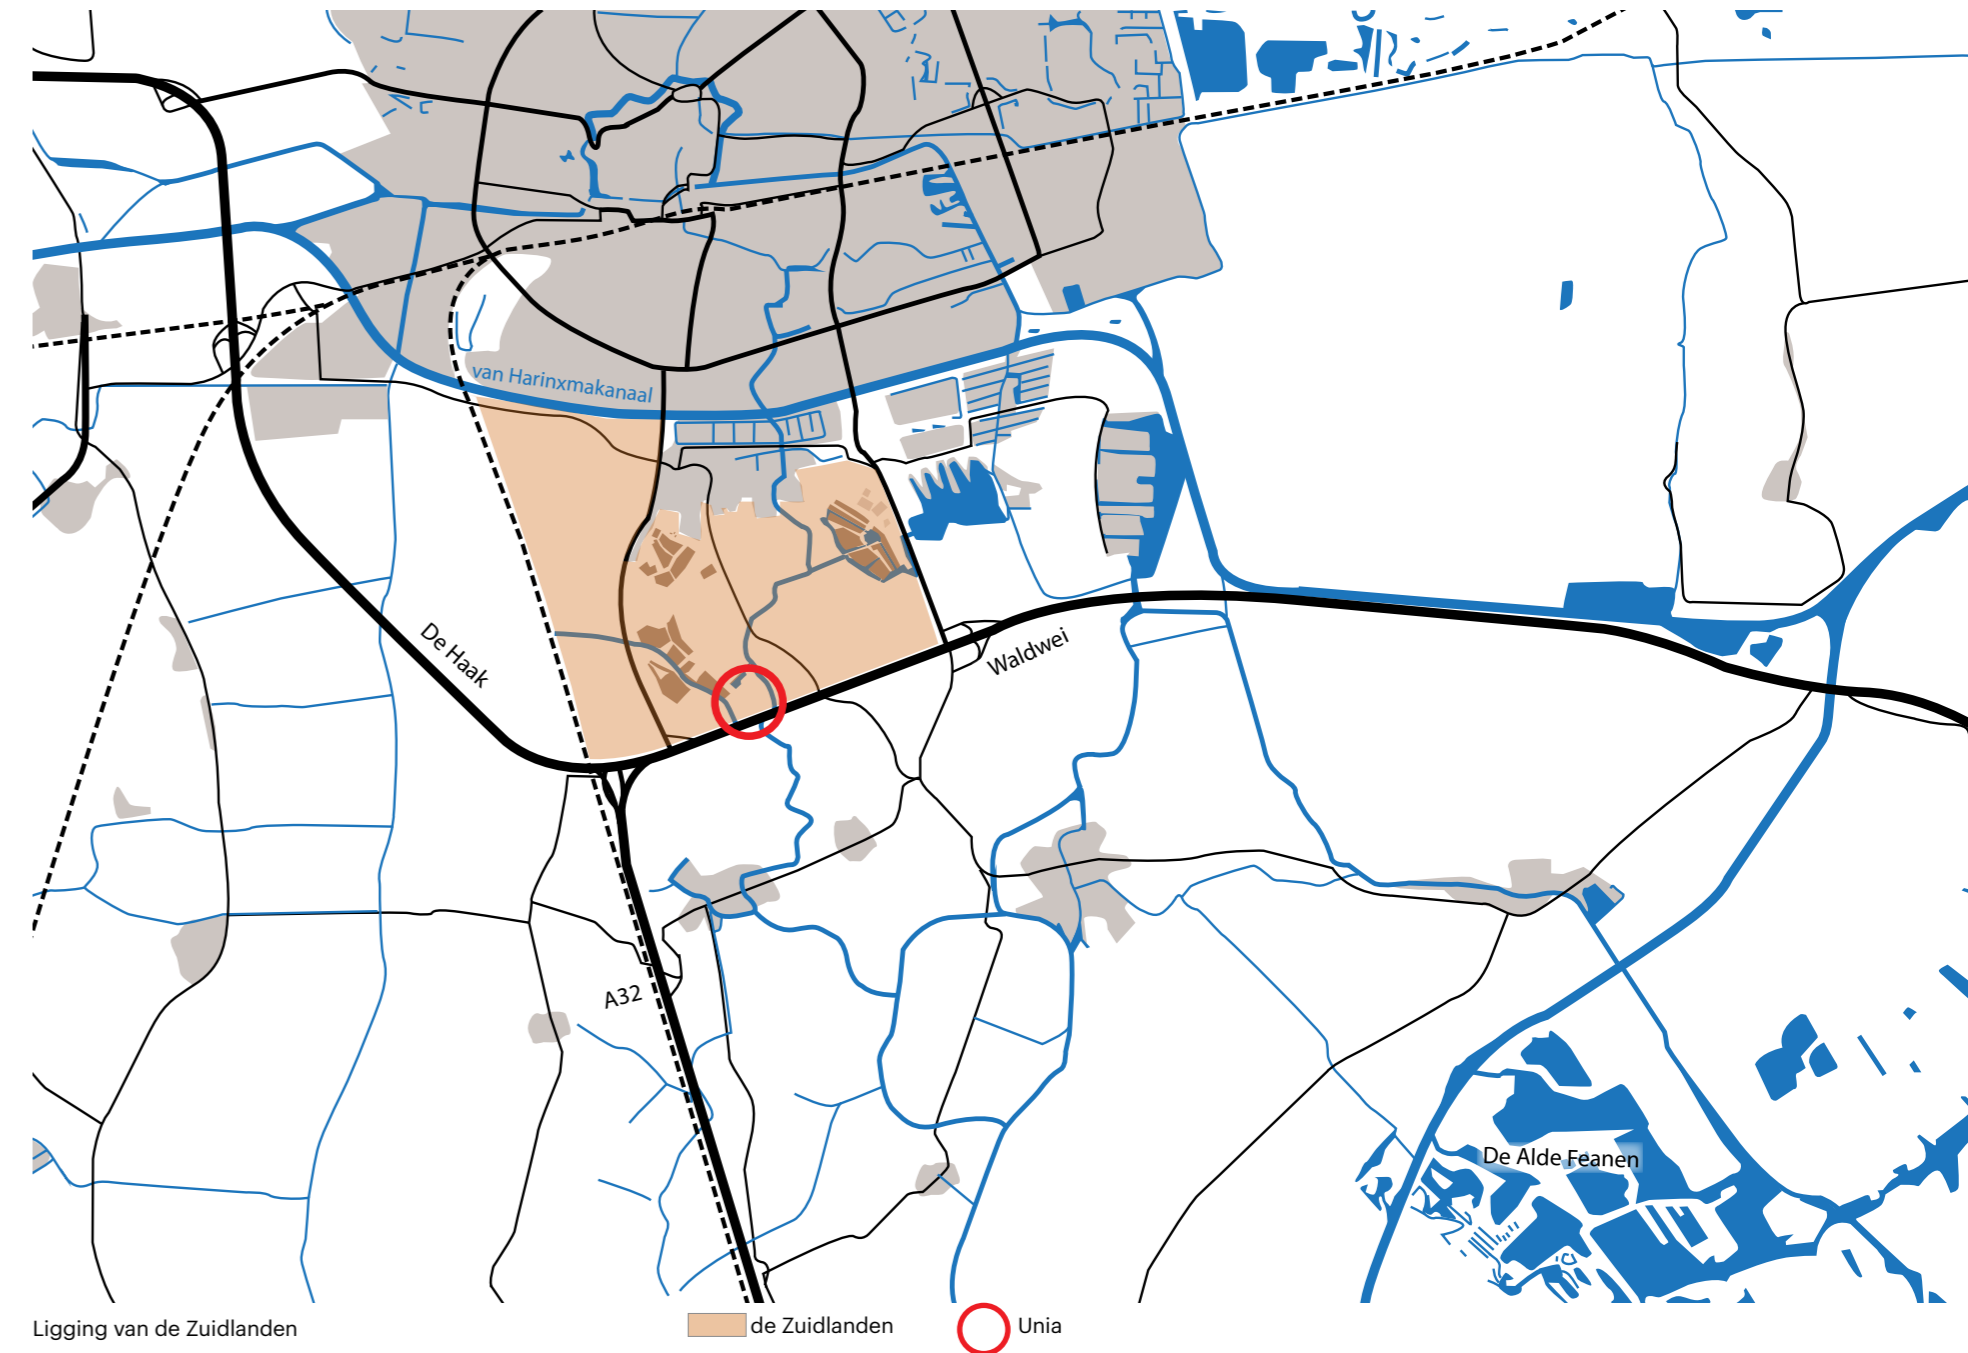 van Harinxmakanaal
De Haak
Waldwei
A32
De Alde Feanen
Ligging van de Zuidlanden
de Zuidlanden
Unia